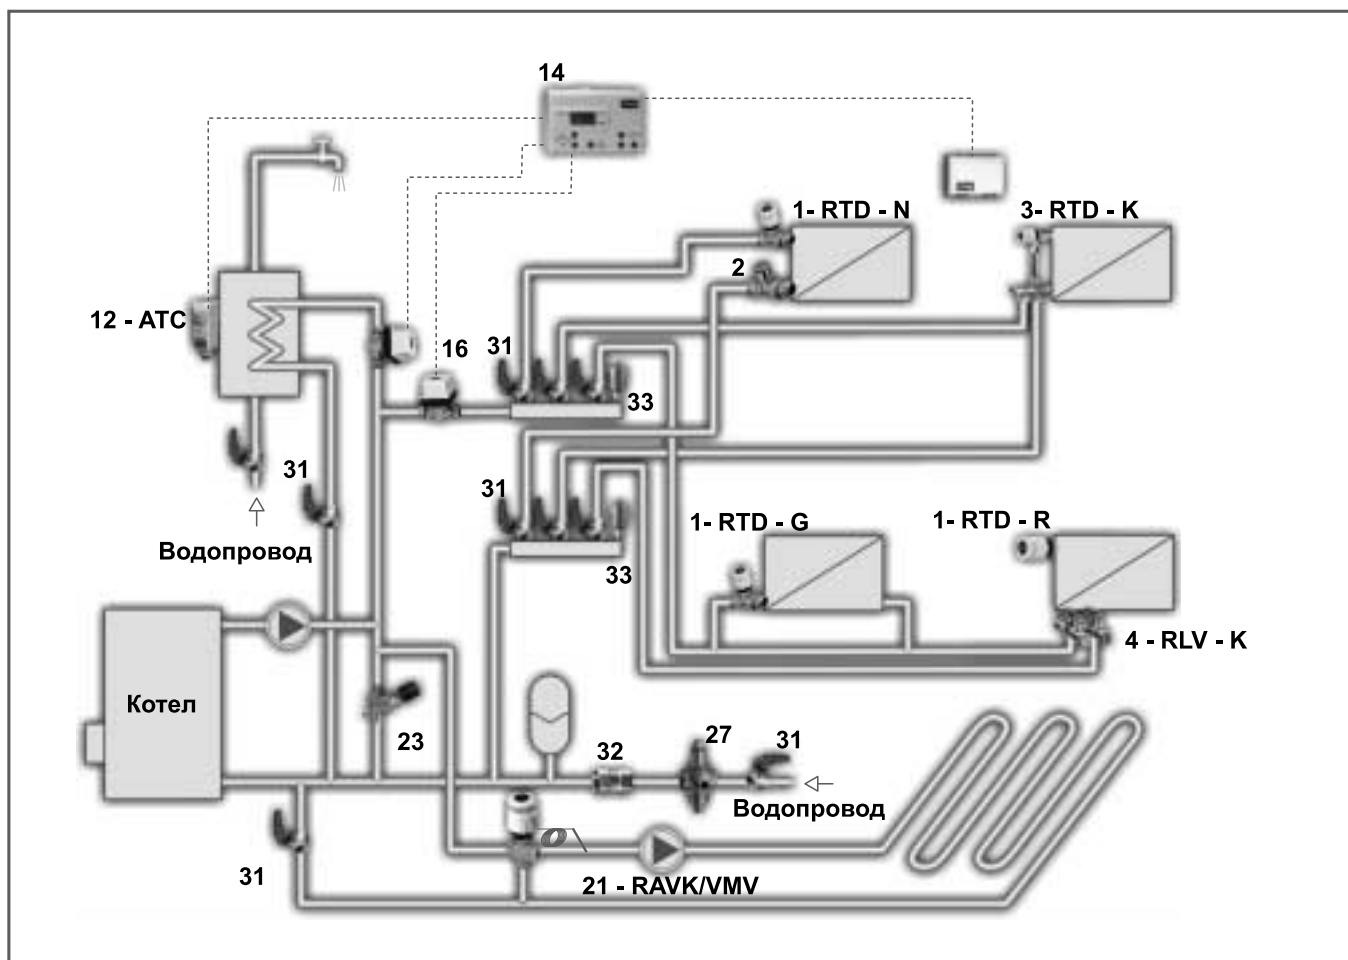 14
1- RTD - N
3- RTD - K
2
12 - ATC
16
31
33
31
31
1- RTD - G
1- RTD - R
Водопровод
33
4 - RLV - K
Котел
23
32
27
31
Водопровод
31
21 - RAVK/VMV